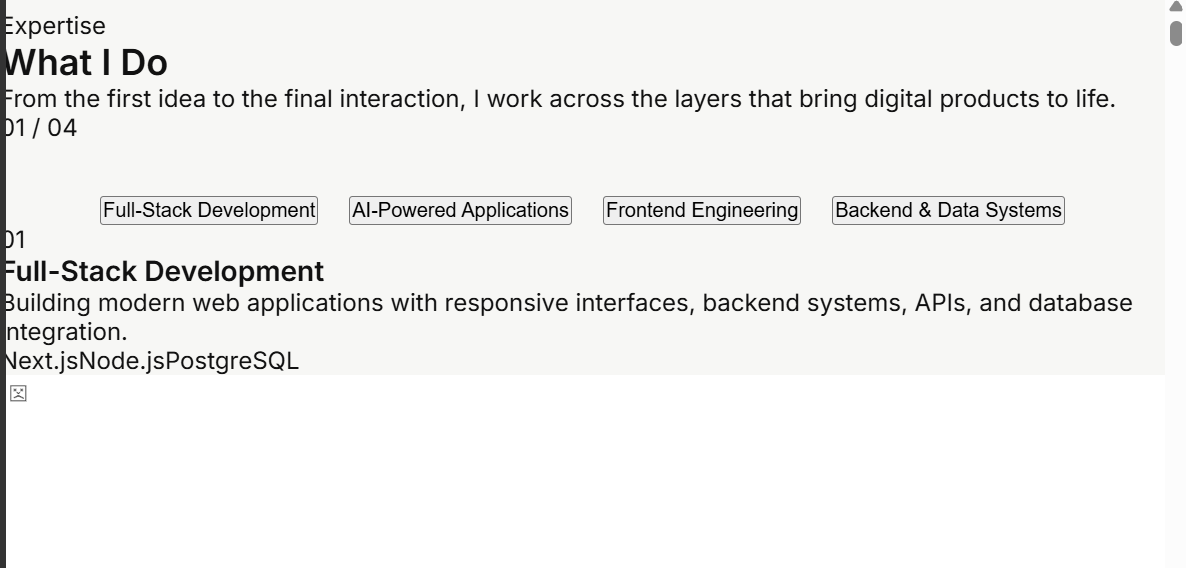 Expertise
What I Do
From the first idea to the final interaction, I work across the layers that bring digital products to life.
01 / 04
Full-Stack Development AI-Powered Applications Frontend Engineering Backend & Data Systems
01
Full-Stack Development
Building modern web applications with responsive interfaces, backend systems, APIs, and database
integration.
Next.jsNode.jsPostgreSQL